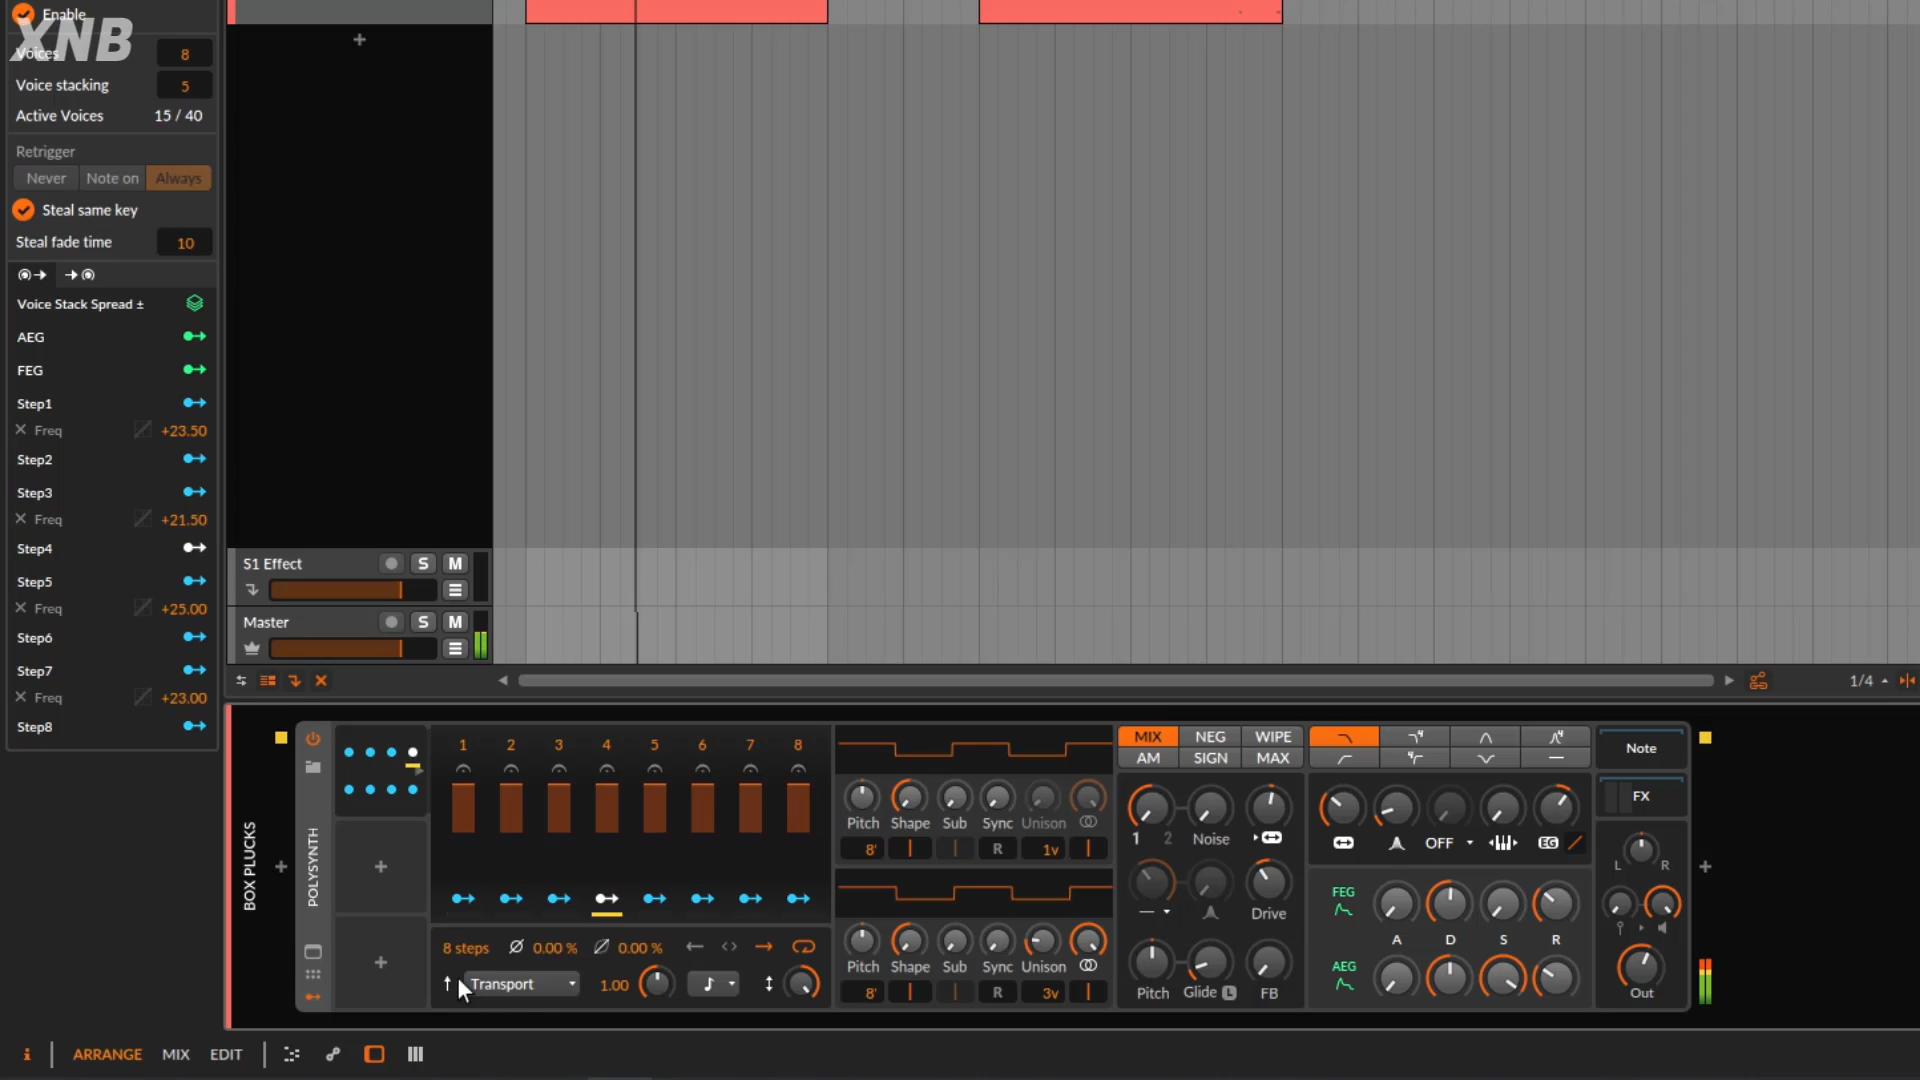 Enable
XNB
Voices 8
Voice stacking 5
Active Voices 15 / 40
Retrigger
Never Note on Always
Steal same key
Steal fade time 10
Voice Stack Spread ±
AEG
FEG
Step1
Freq +23.50
Step2
Step3
Freq +21.50
Step4
Step5
Freq +25.00
Step6
Step7
Freq +23.00
Step8
S1 Effect S M
Master S M
1/4
BOX PLUCKS
POLYSYNTH
1 2 3 4 5 6 7 8
8 steps 0.00 % 0.00 %
Transport 1.00
Pitch Shape Sub Sync Unison
8' R 1v
Pitch Shape Sub Sync Unison
8' R 3v
MIX NEG WIPE
AM SIGN MAX
1 2 Noise
Drive
Pitch Glide L FB
OFF EG
FEG
A D S R
AEG
Note
FX
L R
Out
i ARRANGE MIX EDIT